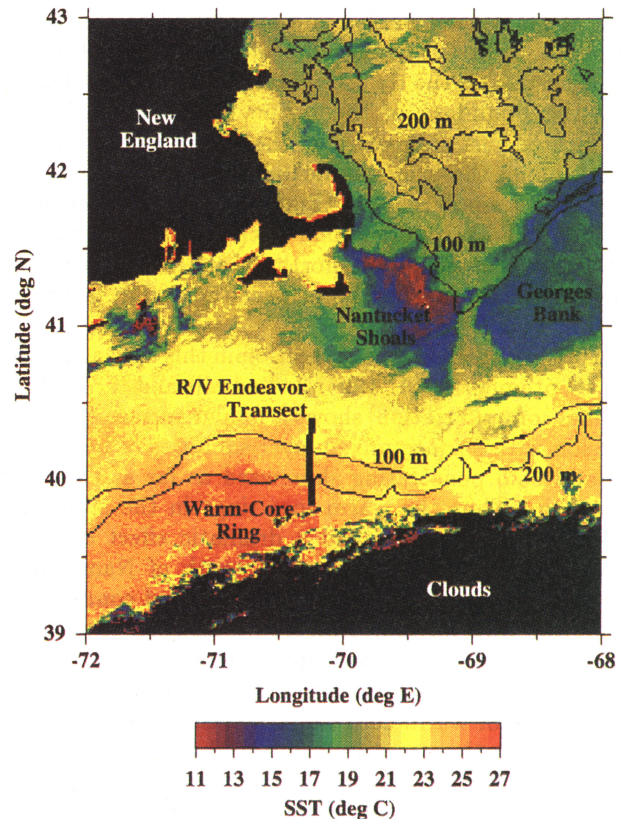 43
42
41
40
39
Latitude (deg N)
New
England
200 m
100 m
Nantucket
Shoals
Georges
Bank
R/V Endeavor
Transect
100 m
200 m
Warm-Core
Ring
Clouds
-72 -71 -70 -69 -68
Longitude (deg E)
11 13 15 17 19 21 23 25 27
SST (deg C)